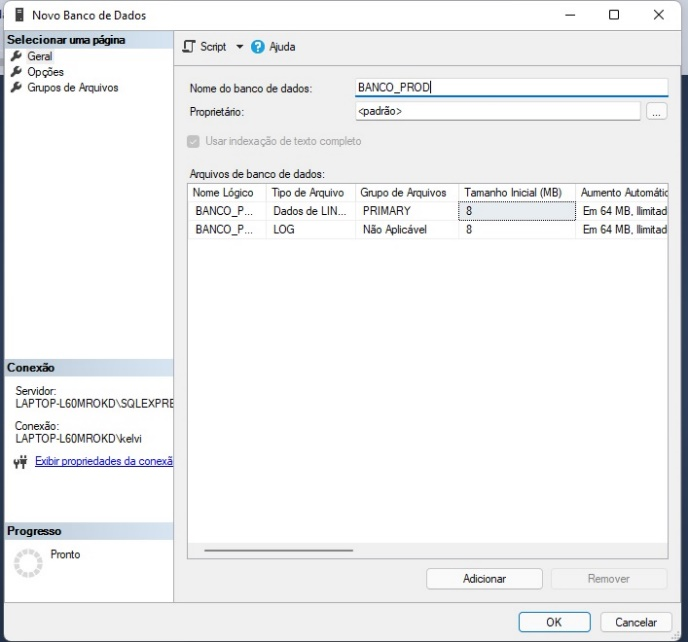 Novo Banco de Dados
Selecionar uma página
Geral
Opções
Grupos de Arquivos
Script
Ajuda
Nome do banco de dados: BANCO_PROD
Proprietário: <padrão> ...
Usar indexação de texto completo
Arquivos de banco de dados:
Nome Lógico Tipo de Arquivo Grupo de Arquivos Tamanho Inicial (MB) Aumento Automátic
BANCO_P... Dados de LIN... PRIMARY 8 Em 64 MB, Ilimitad
BANCO_P... LOG Não Aplicável 8 Em 64 MB, Ilimitad
Conexão
Servidor:
LAPTOP-L60MROKD\SQLEXPRE
Conexão:
LAPTOP-L60MROKD\kelvi
Exibir propriedades da conexã
Progresso
Pronto
Adicionar Remover
OK Cancelar